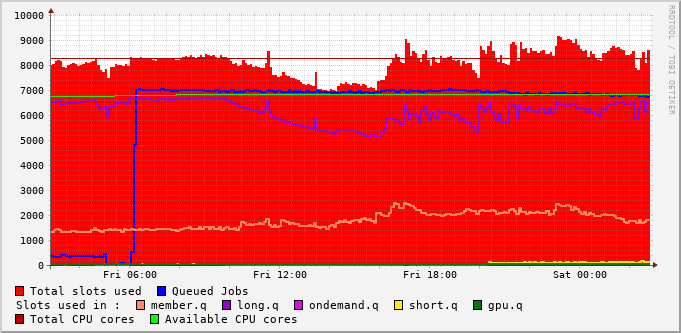 10000
9000
8000
7000
6000
5000
4000
3000
2000
1000
0
Fri 06:00 Fri 12:00 Fri 18:00 Sat 00:00
RRDTOOL / TOBI OETIKER
Total slots used Queued Jobs
Slots used in : member.q long.q ondemand.q short.q gpu.q
Total CPU cores Available CPU cores